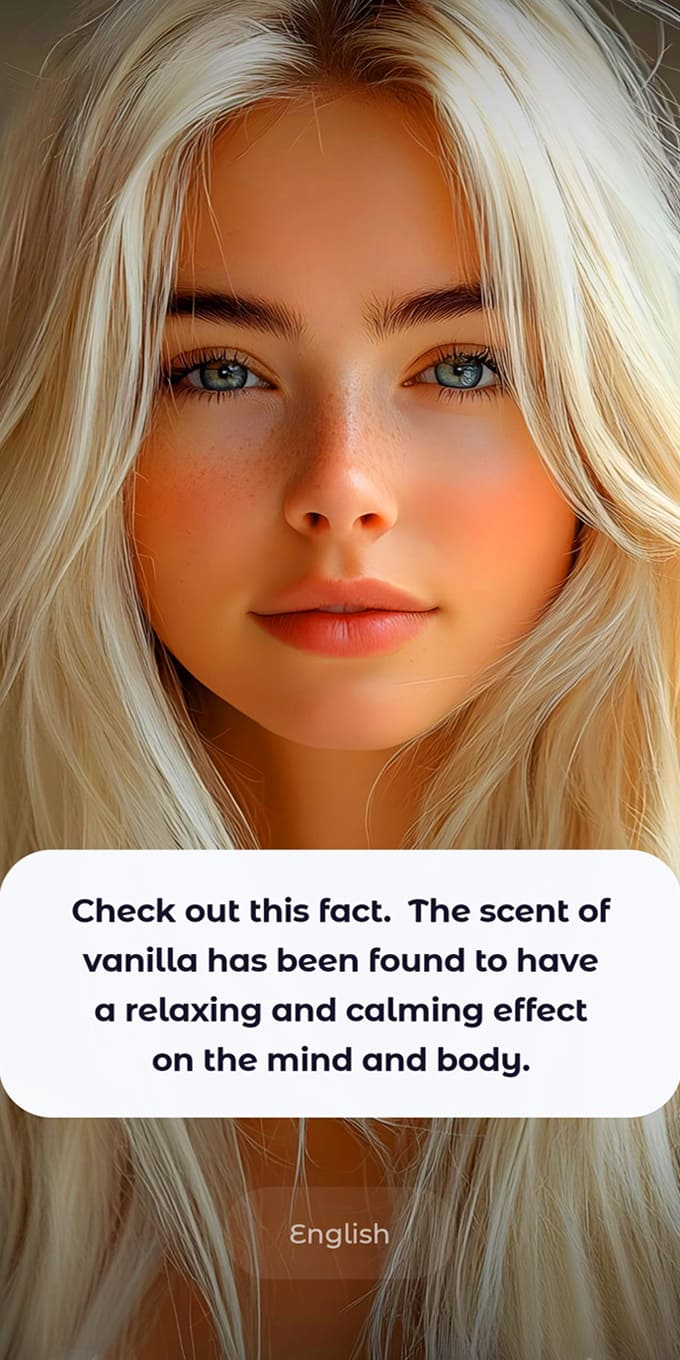 Check out this fact.  The scent of
vanilla has been found to have
a relaxing and calming effect
on the mind and body.
English